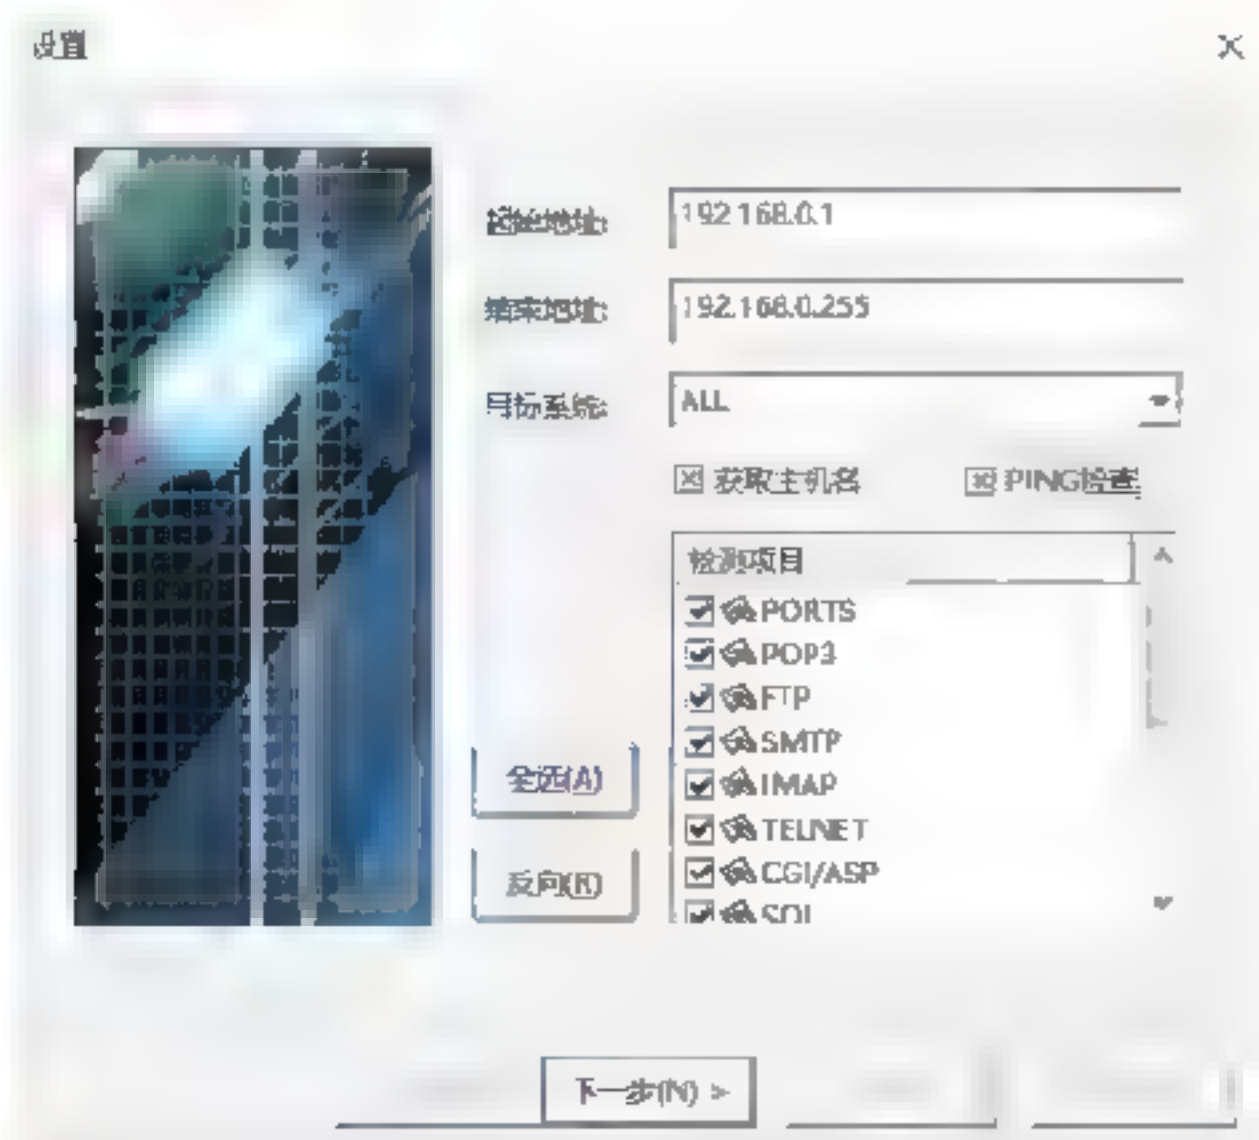 设置
起始地址: 192.168.0.1
结束地址: 192.168.0.255
目标系统: ALL
获取主机名 PING检查
检测项目
PORTS
POP3
FTP
SMTP
IMAP
TELNET
CGI/ASP
SQL
全选(A)
反向(R)
下一步(N) >